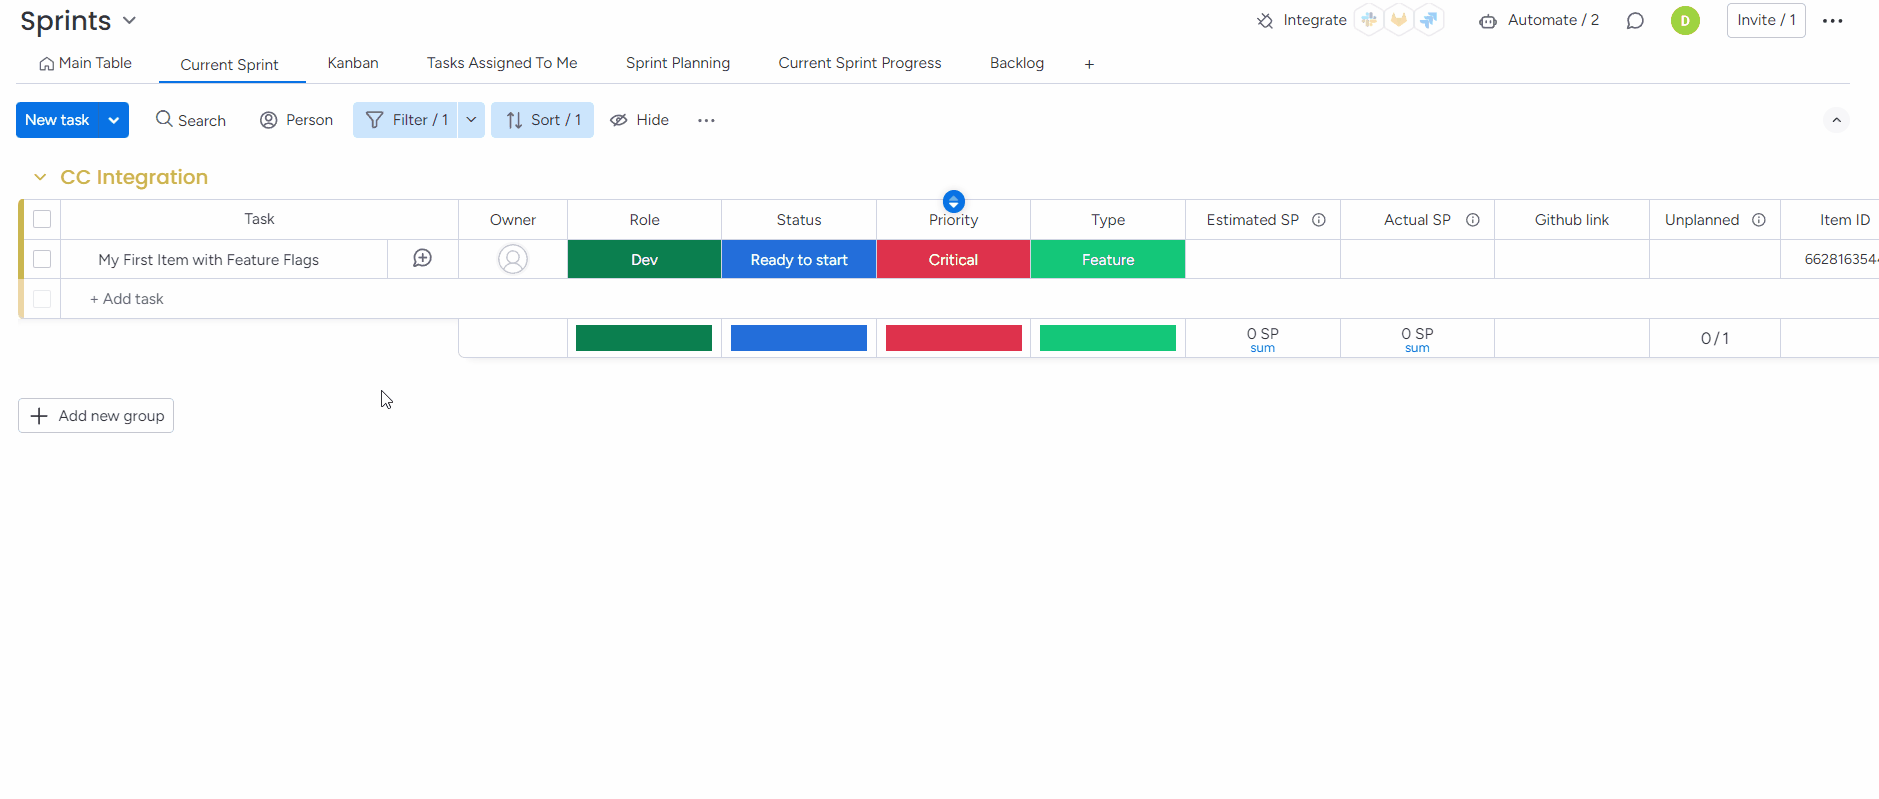 Sprints
Integrate
Automate / 2
D
Invite / 1
Main Table
Current Sprint
Kanban
Tasks Assigned To Me
Sprint Planning
Current Sprint Progress
Backlog
+
New task
Search
Person
Filter / 1
Sort / 1
Hide
CC Integration
Task
Owner
Role
Status
Priority
Type
Estimated SP
Actual SP
Github link
Unplanned
Item ID
My First Item with Feature Flags
Dev
Ready to start
Critical
Feature
+ Add task
0 SP
sum
0 SP
sum
0 / 1
Add new group